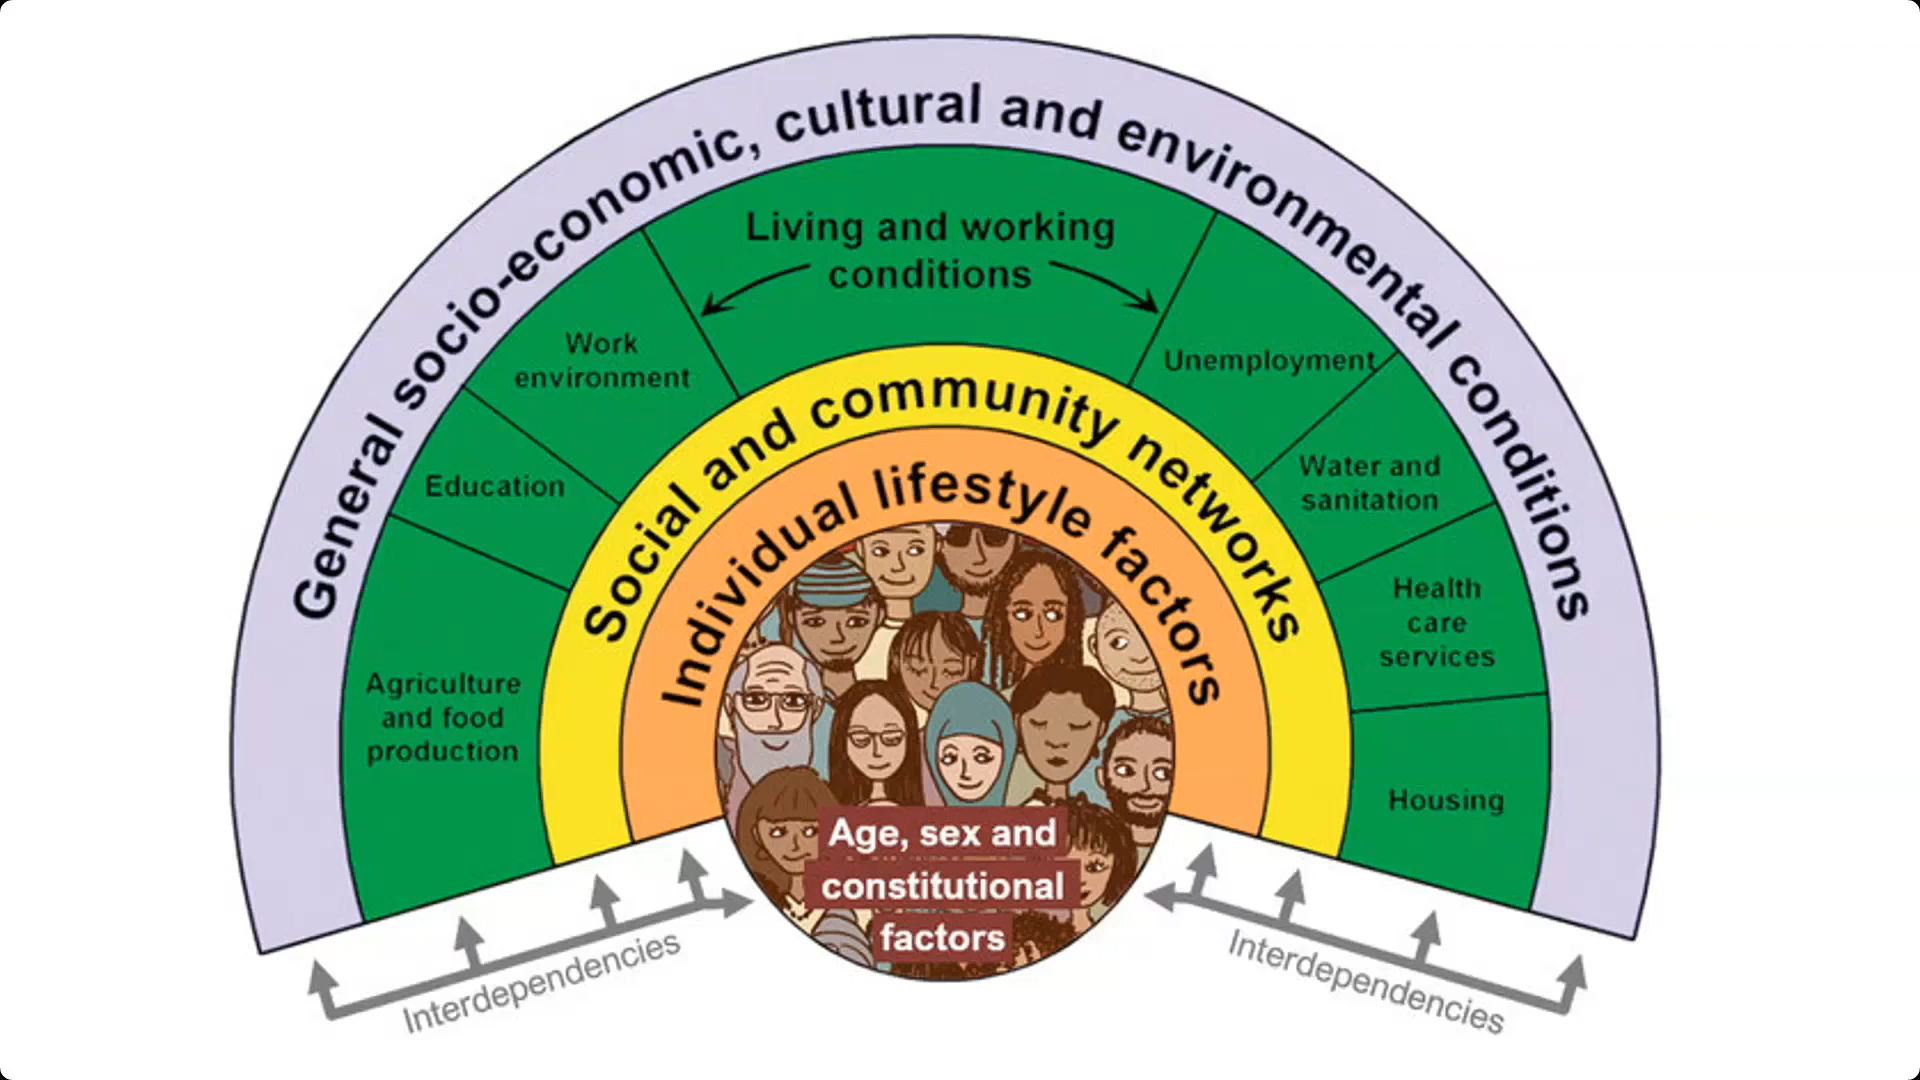 General socio-economic, cultural and environmental conditions
Living and working
conditions
Work
environment
Unemployment
Education
Water and
sanitation
Agriculture
and food
production
Health
care
services
Housing
Social and community networks
Individual lifestyle factors
Age, sex and
constitutional
factors
Interdependencies
Interdependencies